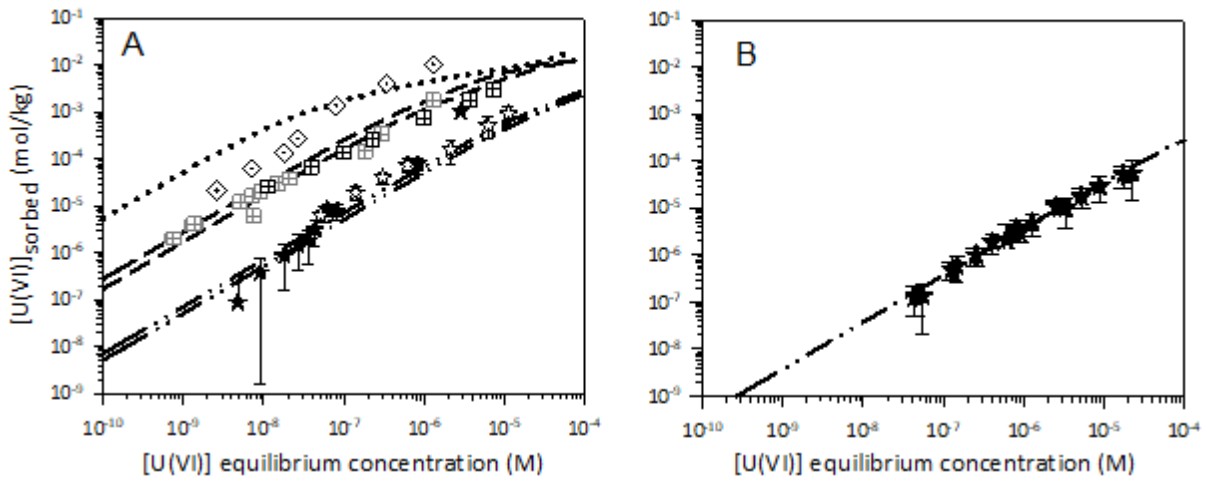 A
10⁻¹
10⁻²
10⁻³
10⁻⁴
10⁻⁵
10⁻⁶
10⁻⁷
10⁻⁸
10⁻⁹
[U(VI)]sorbed (mol/kg)
10⁻¹⁰ 10⁻⁹ 10⁻⁸ 10⁻⁷ 10⁻⁶ 10⁻⁵ 10⁻⁴
[U(VI)] equilibrium concentration (M)
B
10⁻¹
10⁻²
10⁻³
10⁻⁴
10⁻⁵
10⁻⁶
10⁻⁷
10⁻⁸
10⁻⁹
10⁻¹⁰ 10⁻⁹ 10⁻⁸ 10⁻⁷ 10⁻⁶ 10⁻⁵ 10⁻⁴
[U(VI)] equilibrium concentration (M)